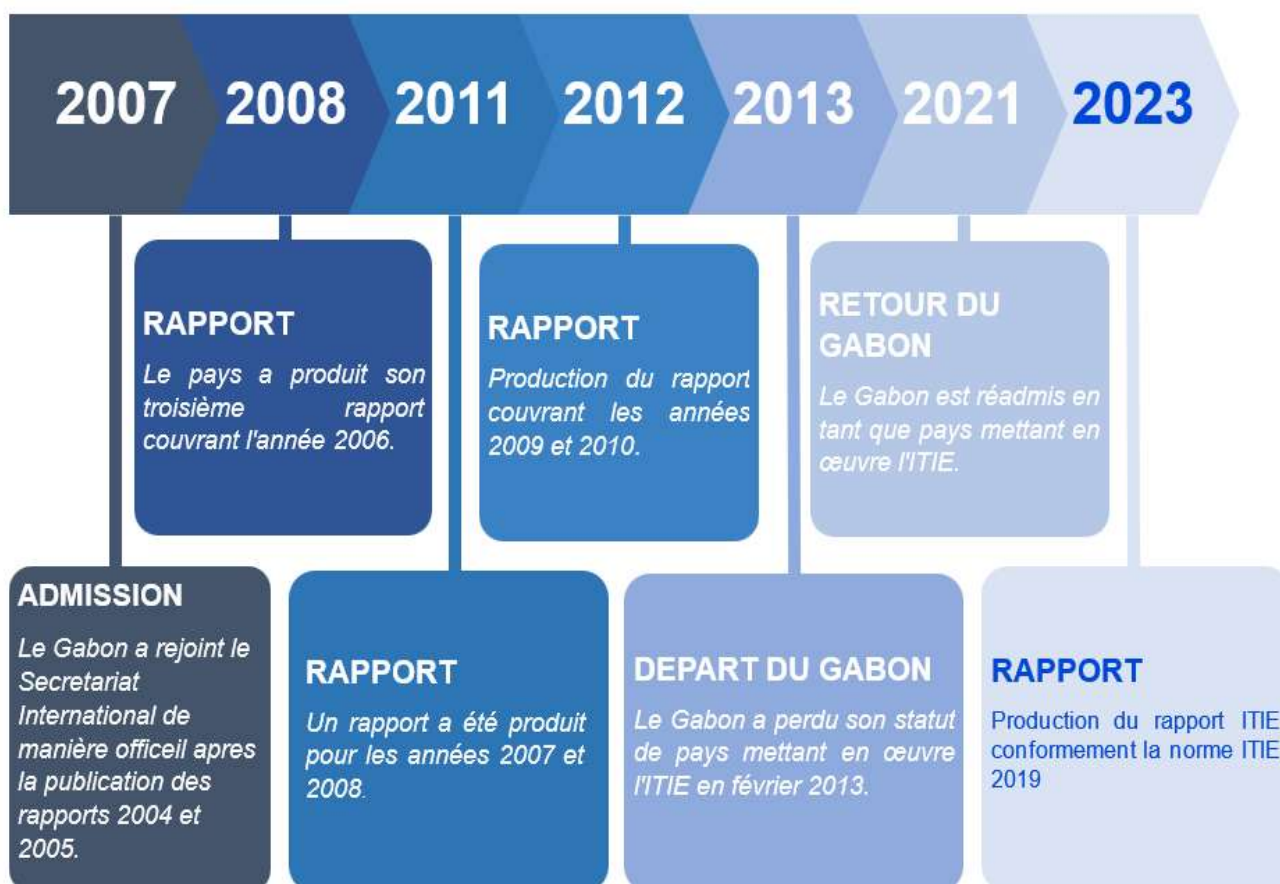 2007
2008
2011
2012
2013
2021
2023
RAPPORT
Le pays a produit son
troisième rapport
couvrant l'année 2006.
RAPPORT
Production du rapport
couvrant les années
2009 et 2010.
RETOUR DU
GABON
Le Gabon est réadmis en
tant que pays mettant en
œuvre l'ITIE.
ADMISSION
Le Gabon a rejoint le
Secretariat
International de
manière officeil apres
la publication des
rapports 2004 et
2005.
RAPPORT
Un rapport a été produit
pour les années 2007 et
2008.
DEPART DU GABON
Le Gabon a perdu son statut
de pays mettant en œuvre
l'ITIE en février 2013.
RAPPORT
Production du rapport ITIE
conformement la norme ITIE
2019